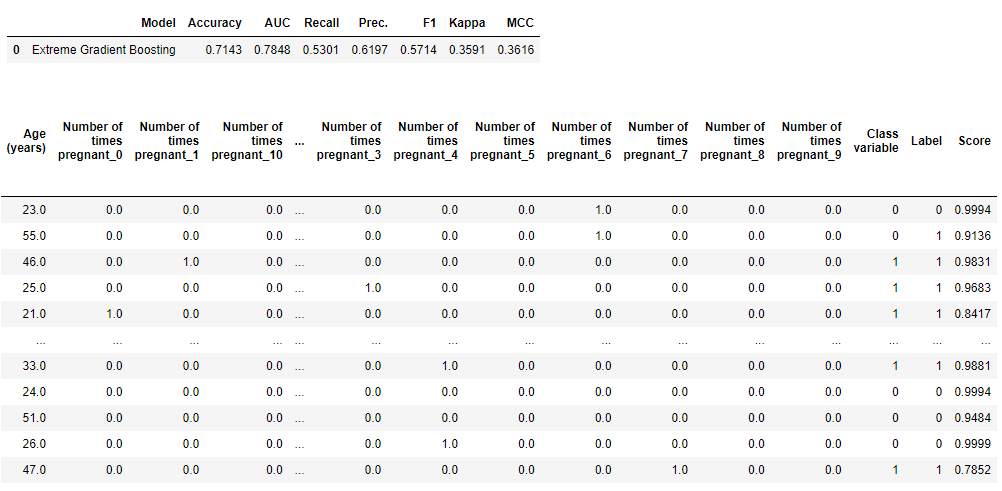 Model Accuracy AUC Recall Prec. F1 Kappa MCC
0 Extreme Gradient Boosting 0.7143 0.7848 0.5301 0.6197 0.5714 0.3591 0.3616
Age (years) Number of times pregnant_0 Number of times pregnant_1 Number of times pregnant_10 ... Number of times pregnant_3 Number of times pregnant_4 Number of times pregnant_5 Number of times pregnant_6 Number of times pregnant_7 Number of times pregnant_8 Number of times pregnant_9 Class variable Label Score
23.0 0.0 0.0 0.0 ... 0.0 0.0 0.0 1.0 0.0 0.0 0.0 0 0 0.9994
55.0 0.0 0.0 0.0 ... 0.0 0.0 0.0 1.0 0.0 0.0 0.0 0 1 0.9136
46.0 0.0 1.0 0.0 ... 0.0 0.0 0.0 0.0 0.0 0.0 0.0 1 1 0.9831
25.0 0.0 0.0 0.0 ... 1.0 0.0 0.0 0.0 0.0 0.0 0.0 1 1 0.9683
21.0 1.0 0.0 0.0 ... 0.0 0.0 0.0 0.0 0.0 0.0 0.0 1 1 0.8417
... ... ... ... ... ... ... ... ... ... ... ... ... ... ...
33.0 0.0 0.0 0.0 ... 0.0 1.0 0.0 0.0 0.0 0.0 0.0 1 1 0.9881
24.0 0.0 0.0 0.0 ... 0.0 0.0 0.0 0.0 0.0 0.0 0.0 0 0 0.9994
51.0 0.0 0.0 0.0 ... 0.0 0.0 0.0 0.0 0.0 0.0 0.0 0 0 0.9484
26.0 0.0 0.0 0.0 ... 0.0 1.0 0.0 0.0 0.0 0.0 0.0 0 0 0.9999
47.0 0.0 0.0 0.0 ... 0.0 0.0 0.0 0.0 1.0 0.0 0.0 1 1 0.7852